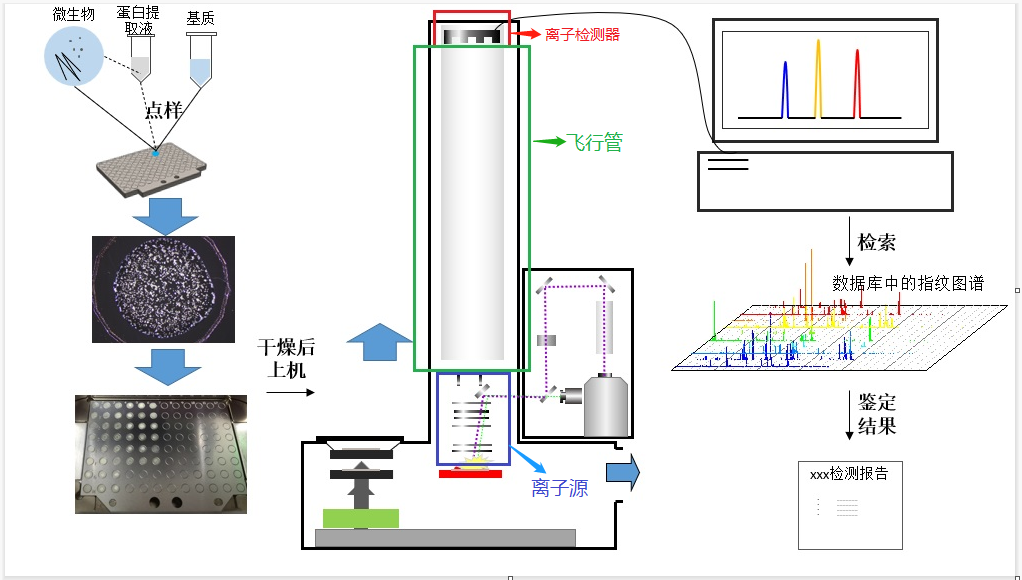 微生物
蛋白提
取液
基质
点样
干燥后
上机
离子检测器
飞行管
离子源
检索
数据库中的指纹图谱
鉴定
结果
xxx检测报告